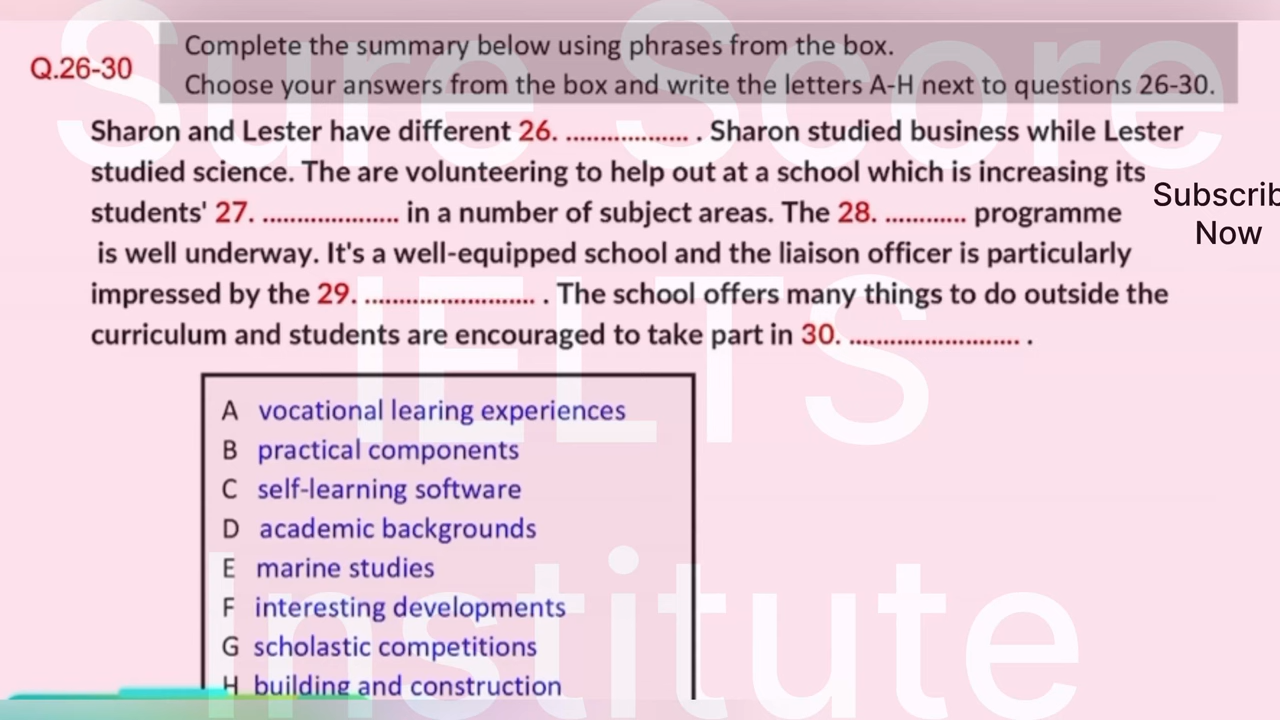 Sure Score
Q.26-30
Complete the summary below using phrases from the box.
Choose your answers from the box and write the letters A-H next to questions 26-30.
Sharon and Lester have different 26. .................. . Sharon studied business while Lester
studied science. The are volunteering to help out at a school which is increasing its
students' 27. .................... in a number of subject areas. The 28. ............ programme
is well underway. It's a well-equipped school and the liaison officer is particularly
impressed by the 29. ......................... . The school offers many things to do outside the
curriculum and students are encouraged to take part in 30. ......................... .
Subscrib
Now
IELTS
A vocational learing experiences
B practical components
C self-learning software
D academic backgrounds
E marine studies
F interesting developments
G scholastic competitions
H building and construction
Institute